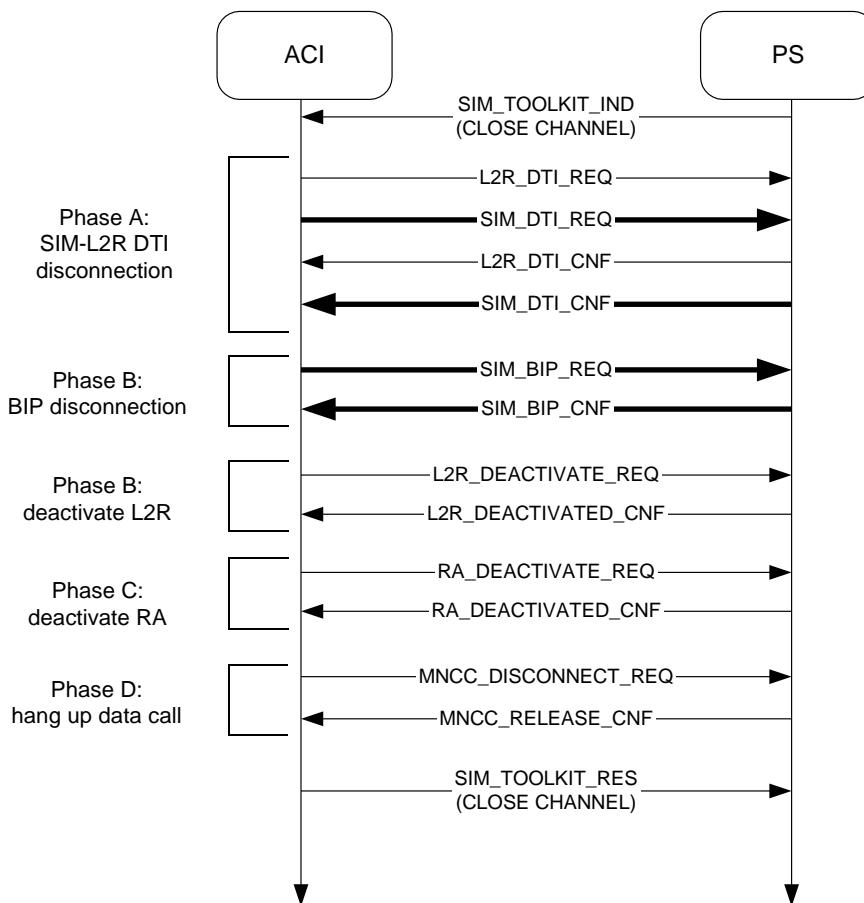 ACI
PS
SIM_TOOLKIT_IND
(CLOSE CHANNEL)
Phase A:
SIM-L2R DTI
disconnection
L2R_DTI_REQ
SIM_DTI_REQ
L2R_DTI_CNF
SIM_DTI_CNF
Phase B:
BIP disconnection
SIM_BIP_REQ
SIM_BIP_CNF
Phase B:
deactivate L2R
L2R_DEACTIVATE_REQ
L2R_DEACTIVATED_CNF
Phase C:
deactivate RA
RA_DEACTIVATE_REQ
RA_DEACTIVATED_CNF
Phase D:
hang up data call
MNCC_DISCONNECT_REQ
MNCC_RELEASE_CNF
SIM_TOOLKIT_RES
(CLOSE CHANNEL)